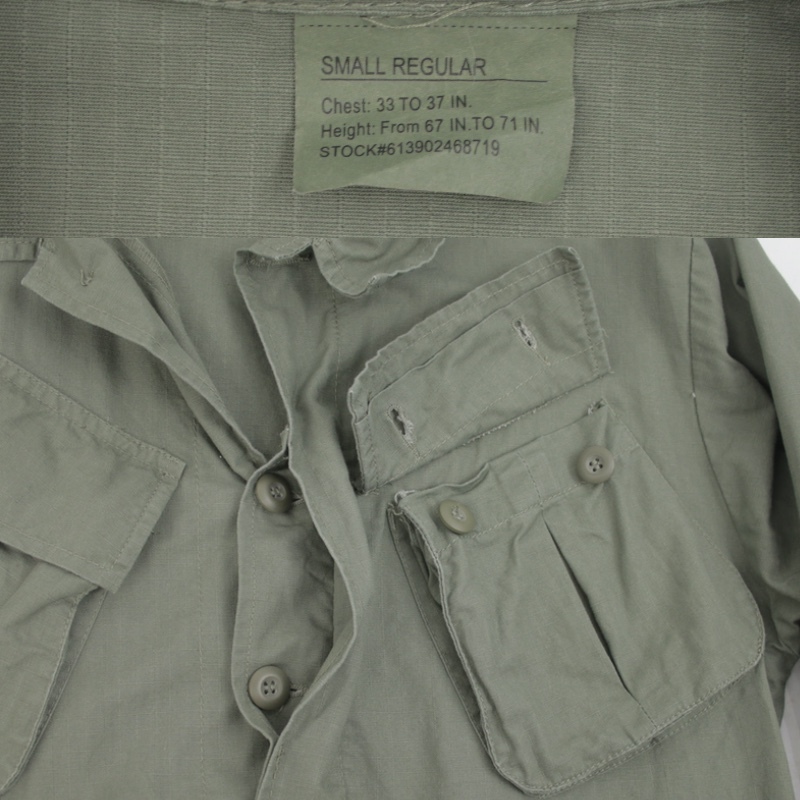 SMALL REGULAR
Chest: 33 TO 37 IN.
Height: From 67 IN.TO 71 IN.
STOCK#613902468719